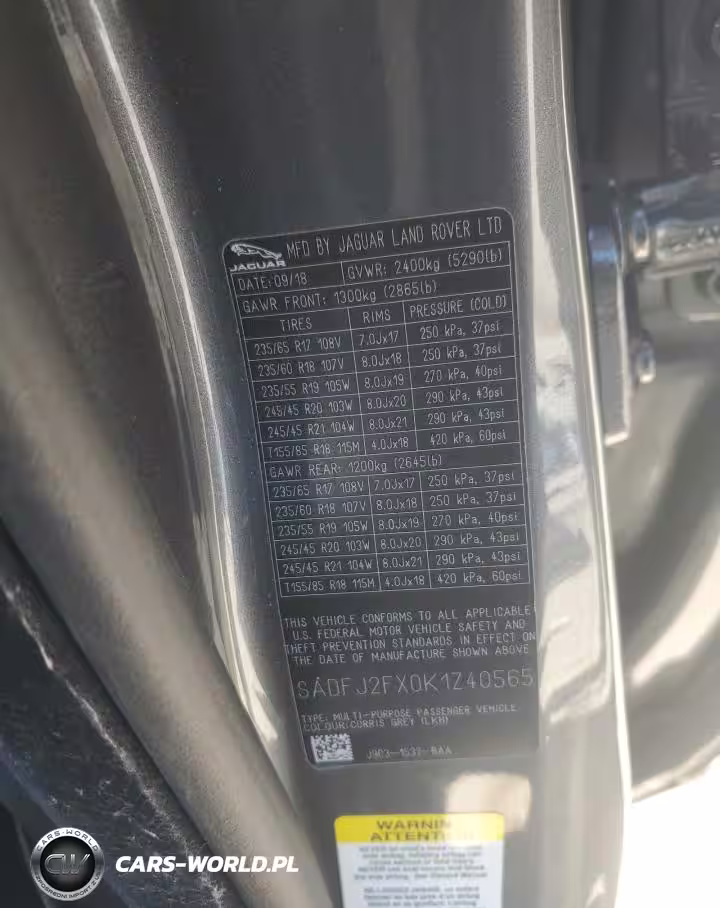 JAGUAR
MFD BY JAGUAR LAND ROVER LTD
DATE: 09/18 GVWR: 2400kg (5290lb)
GAWR FRONT: 1300kg (2865lb)
TIRES RIMS PRESSURE (COLD)
235/65 R17 108V 7.0Jx17 250 kPa, 37psi
235/60 R18 107V 8.0Jx18 250 kPa, 37psi
235/55 R19 105W 8.0Jx19 270 kPa, 40psi
245/45 R20 103W 8.0Jx20 290 kPa, 43psi
245/45 R21 104W 8.0Jx21 290 kPa, 43psi
T155/85 R18 115M 4.0Jx18 420 kPa, 60psi
GAWR REAR: 1200kg (2645lb)
235/65 R17 108V 7.0Jx17 250 kPa, 37psi
235/60 R18 107V 8.0Jx18 250 kPa, 37psi
235/55 R19 105W 8.0Jx19 270 kPa, 40psi
245/45 R20 103W 8.0Jx20 290 kPa, 43psi
245/45 R21 104W 8.0Jx21 290 kPa, 43psi
T155/85 R18 115M 4.0Jx18 420 kPa, 60psi
THIS VEHICLE CONFORMS TO ALL APPLICABLE
U.S. FEDERAL MOTOR VEHICLE SAFETY AND
THEFT PREVENTION STANDARDS IN EFFECT ON
THE DATE OF MANUFACTURE SHOWN ABOVE
SADFJ2FX0K1Z40565
TYPE: MULTI-PURPOSE PASSENGER VEHICLE
COLOUR:CORRIS GREY (LKH)
WARNING
ATTENTION
CARS-WORLD
CW
CARS-WORLD.PL